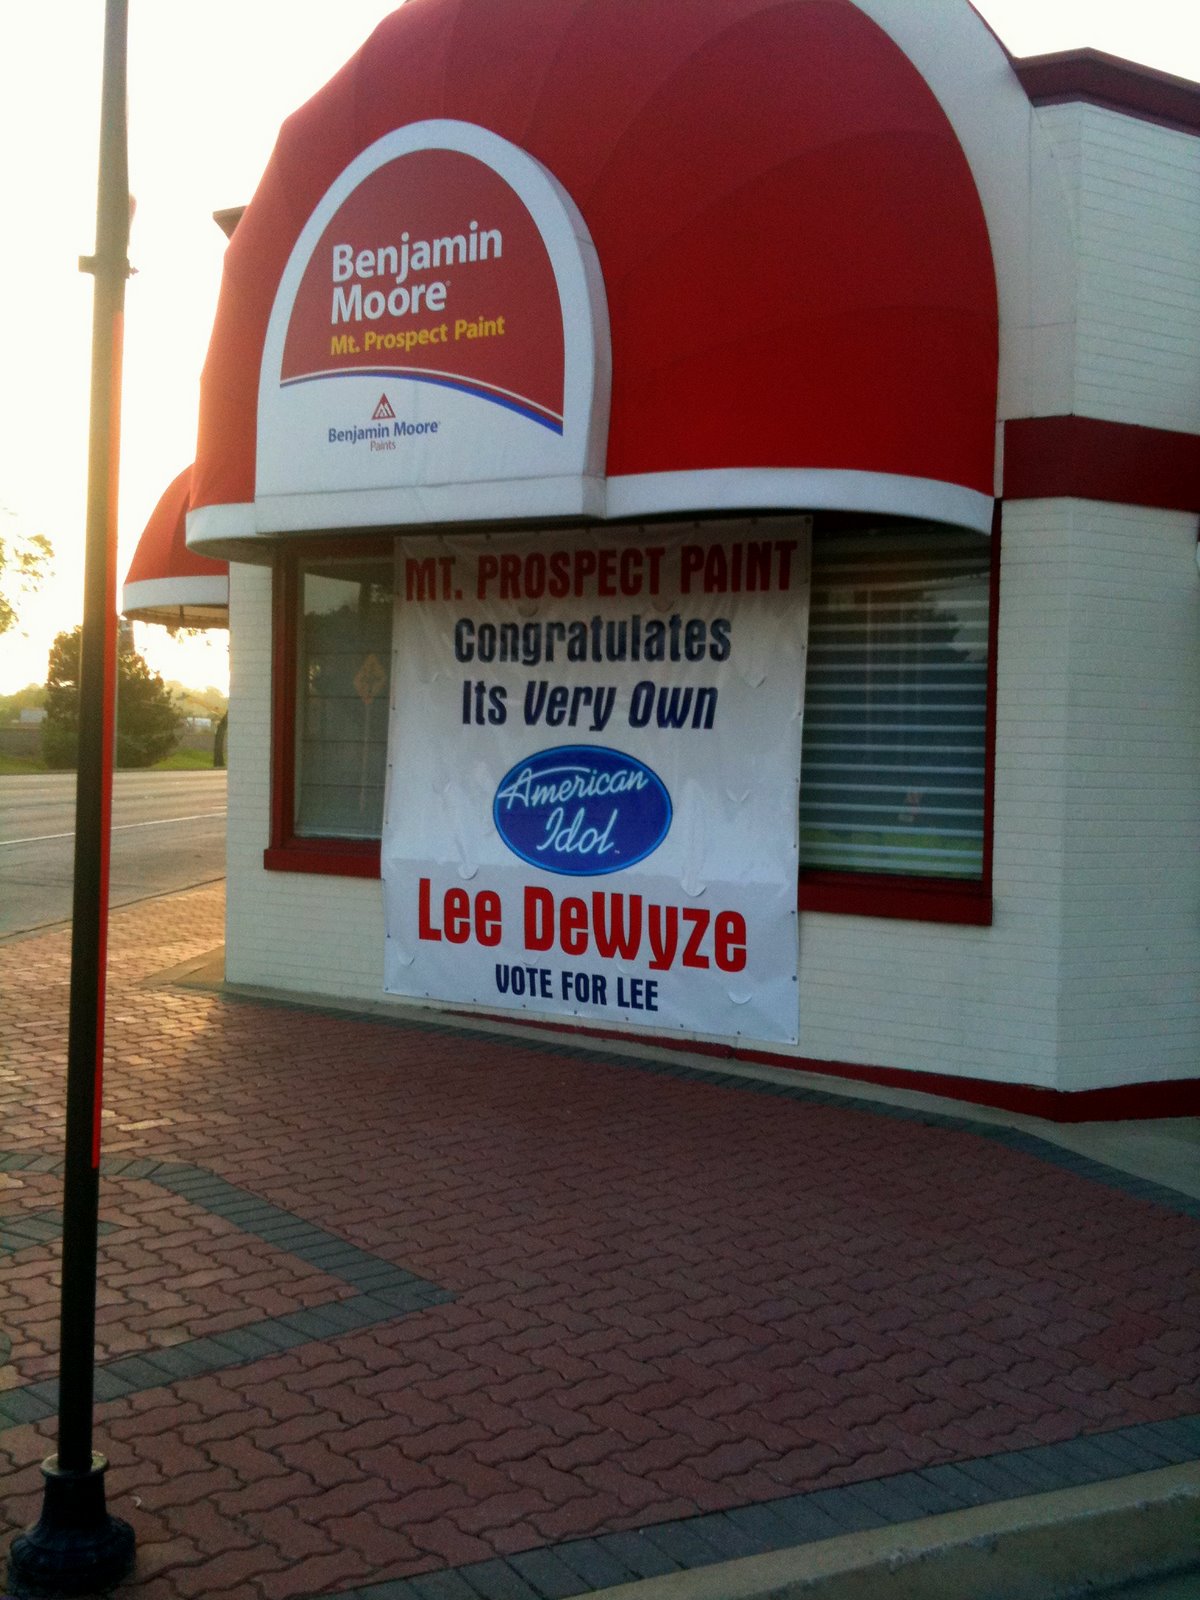 Benjamin
Moore
Mt. Prospect Paint
Benjamin Moore
Paints
MT. PROSPECT PAINT
Congratulates
Its Very Own
American
Idol
Lee DeWyze
VOTE FOR LEE